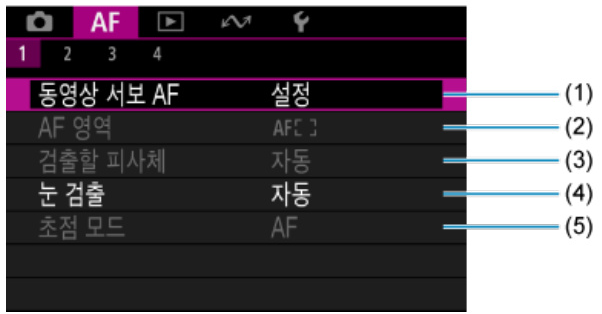 AF
1 2 3 4
동영상 서보 AF 설정 (1)
AF 영역 AF[ ] (2)
검출할 피사체 자동 (3)
눈 검출 자동 (4)
초점 모드 AF (5)